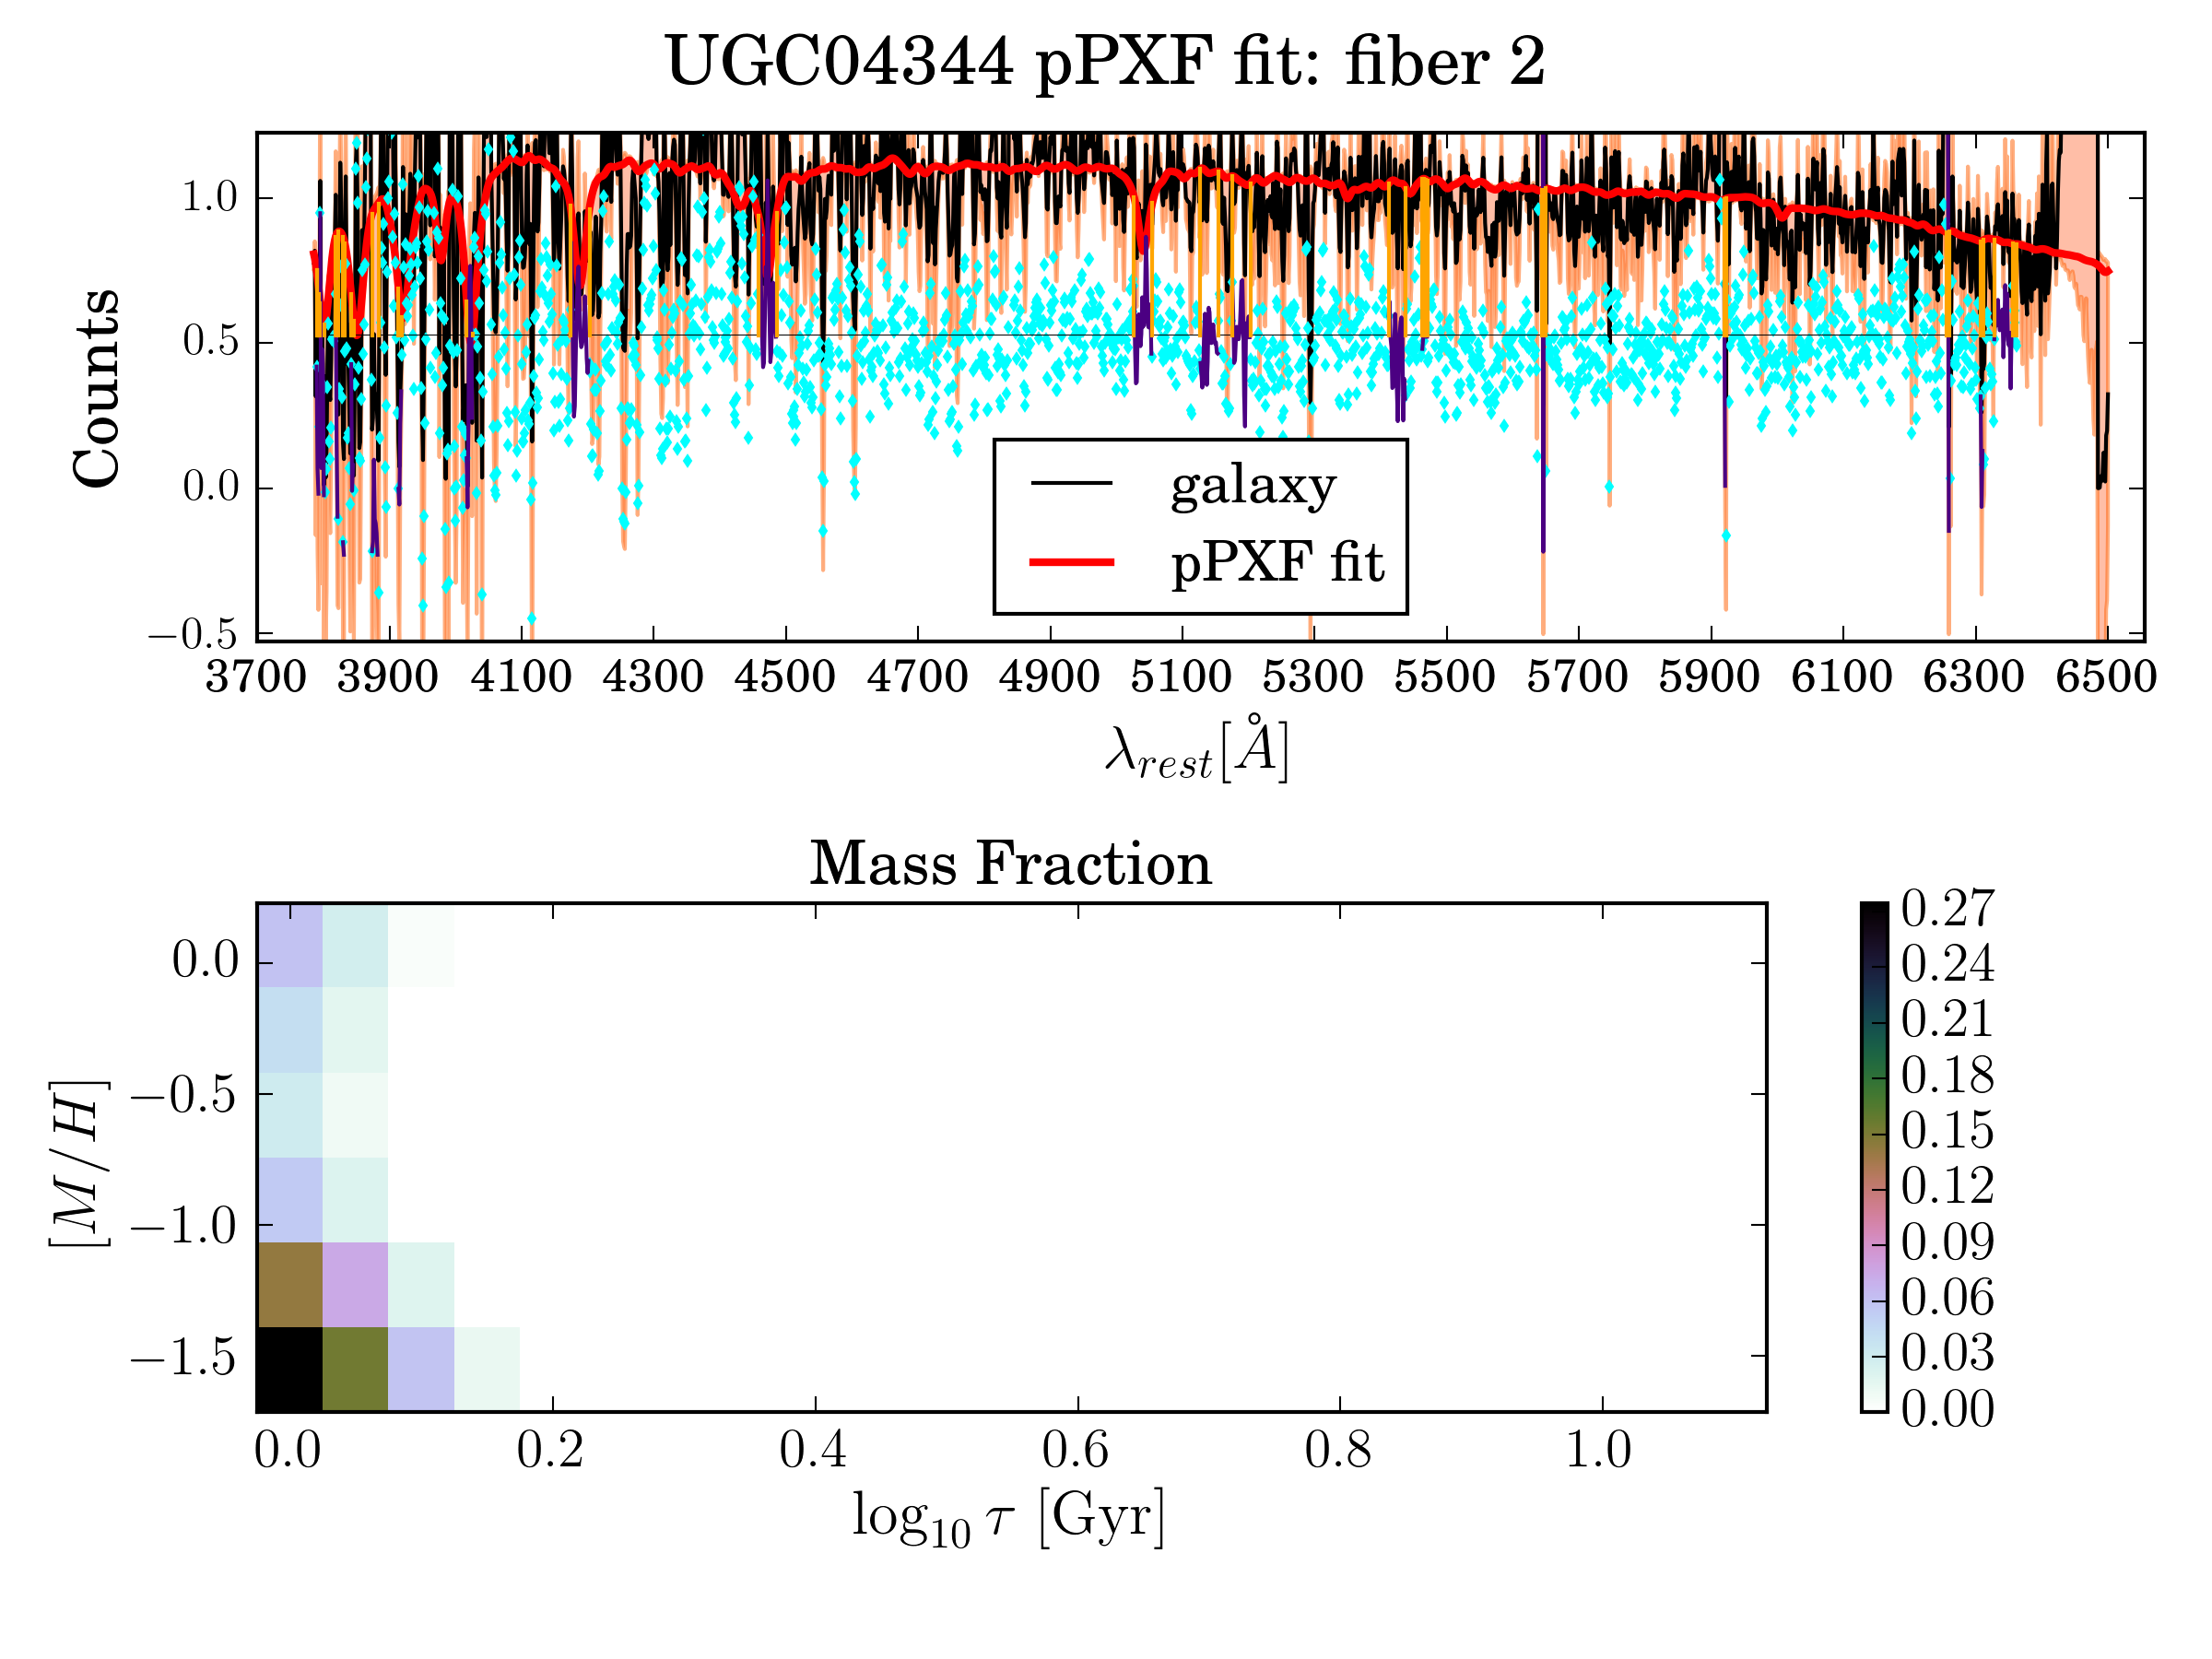 UGC04344 pPXF fit: fiber 2
Counts
1.0
0.5
0.0
−0.5
galaxy
pPXF fit
3700 3900 4100 4300 4500 4700 4900 5100 5300 5500 5700 5900 6100 6300 6500
λrest[Å]
Mass Fraction
[M/H]
0.0
−0.5
−1.0
−1.5
0.0 0.2 0.4 0.6 0.8 1.0
log10 τ [Gyr]
0.27
0.24
0.21
0.18
0.15
0.12
0.09
0.06
0.03
0.00